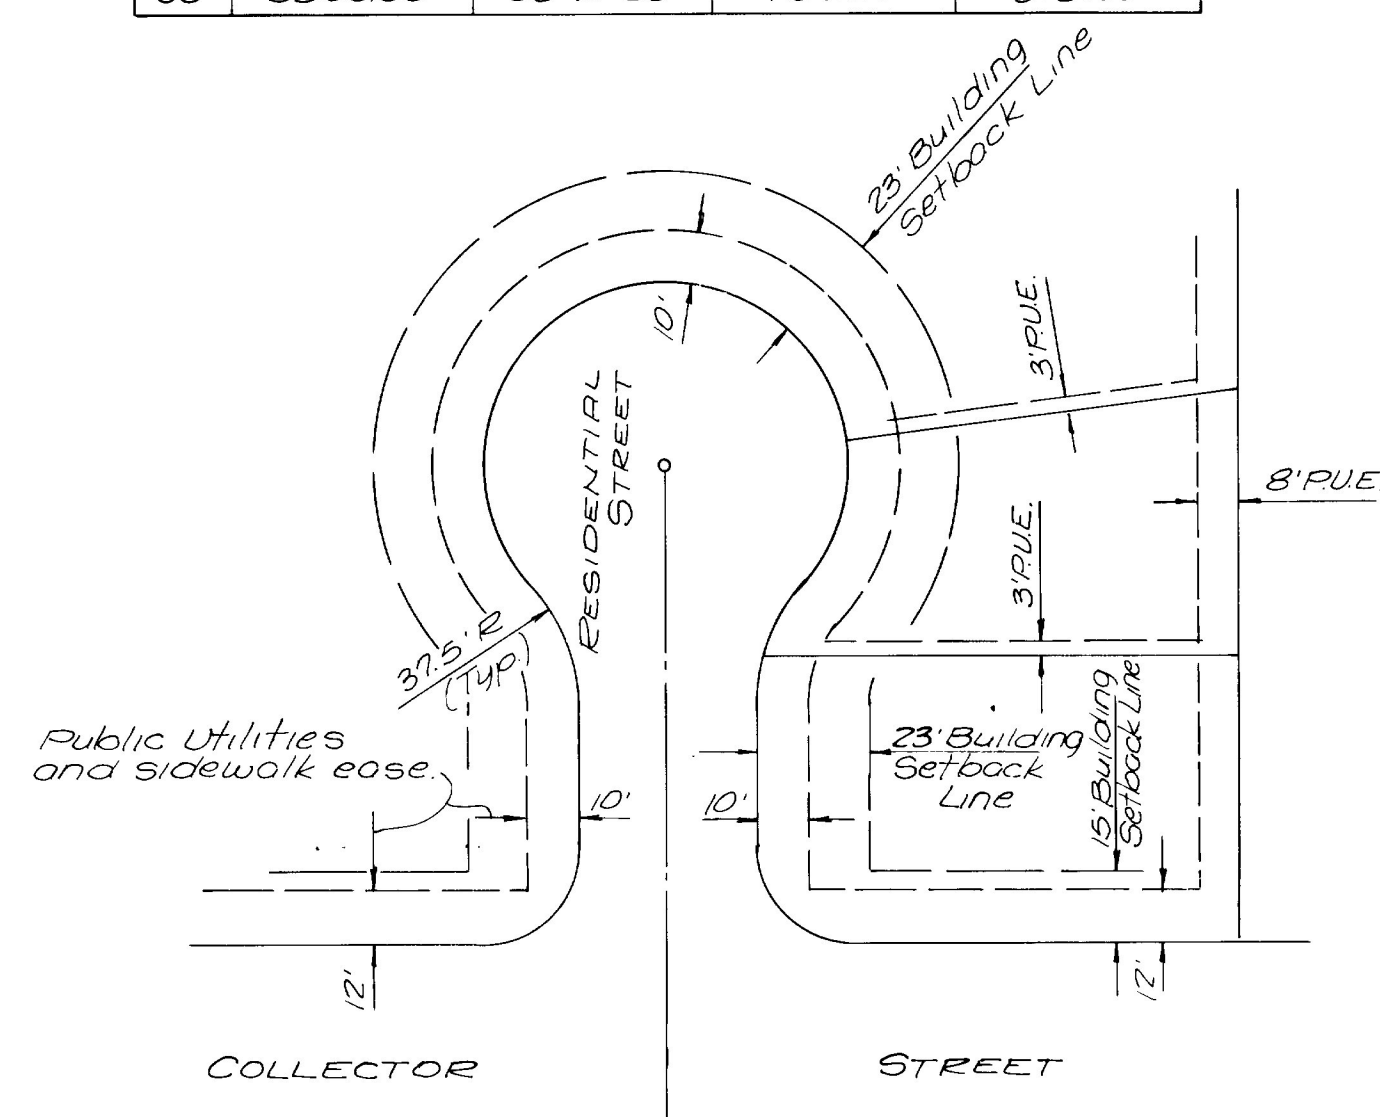 23' Building
Setback Line
10'
3' P.U.E.
RESIDENTIAL
STREET
8' P.U.E.
3' P.U.E.
37.5' R
(Typ.)
Public Utilities
and sidewalk ease.
23' Building
Setback
Line
15' Building
Setback Line
10'
10'
12'
12'
COLLECTOR
STREET